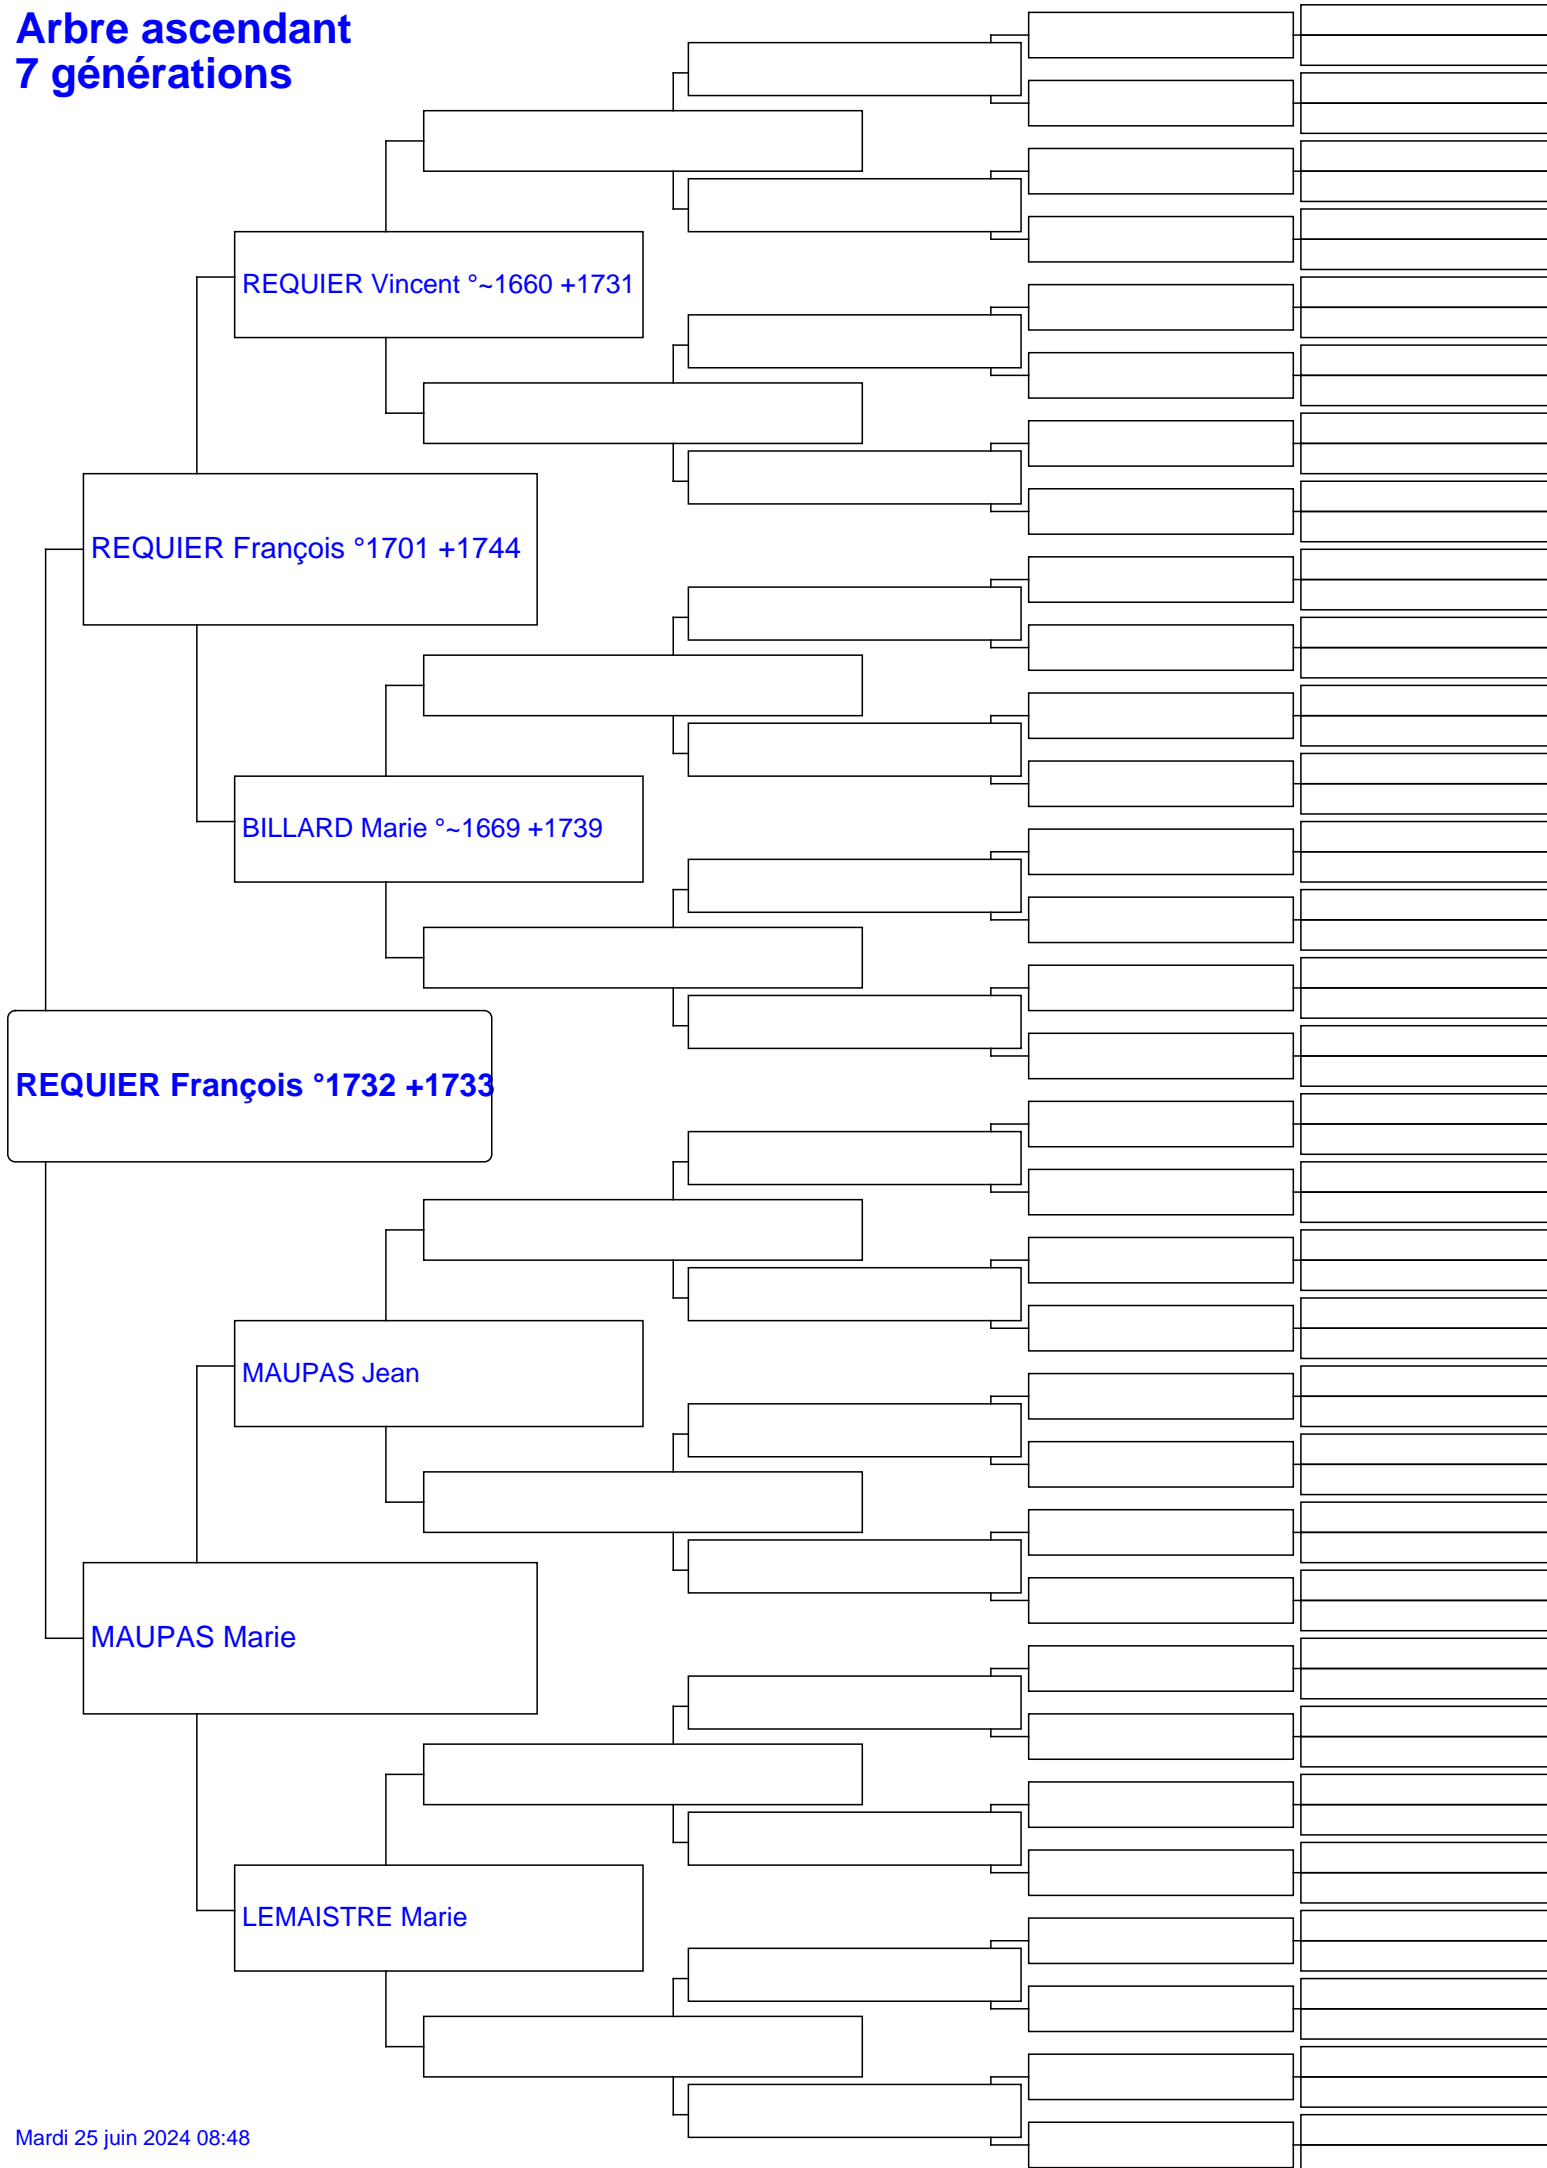 Arbre ascendant
7 générations
REQUIER Vincent °~1660 +1731
REQUIER François °1701 +1744
BILLARD Marie °~1669 +1739
REQUIER François °1732 +1733
MAUPAS Jean
MAUPAS Marie
LEMAISTRE Marie
Mardi 25 juin 2024 08:48